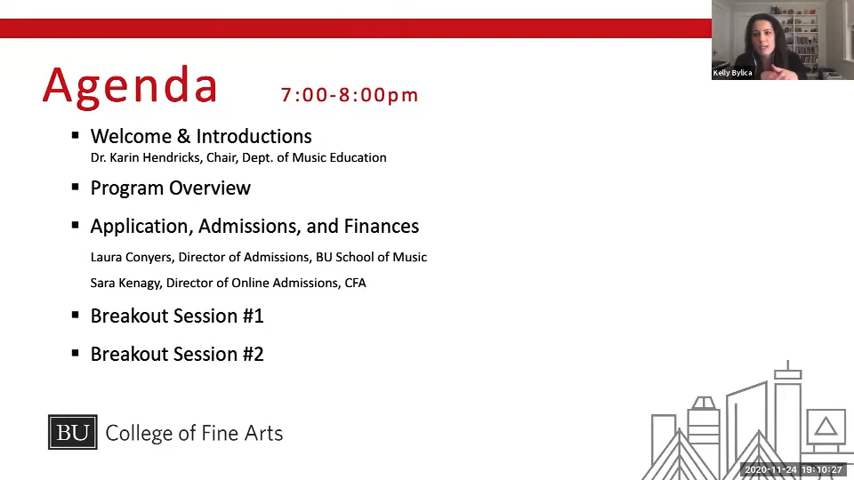 Kelly Bylica
Agenda 7:00-8:00pm
Welcome & Introductions
Dr. Karin Hendricks, Chair, Dept. of Music Education
Program Overview
Application, Admissions, and Finances
Laura Conyers, Director of Admissions, BU School of Music
Sara Kenagy, Director of Online Admissions, CFA
Breakout Session #1
Breakout Session #2
BU College of Fine Arts
2020-11-24 19:10:27